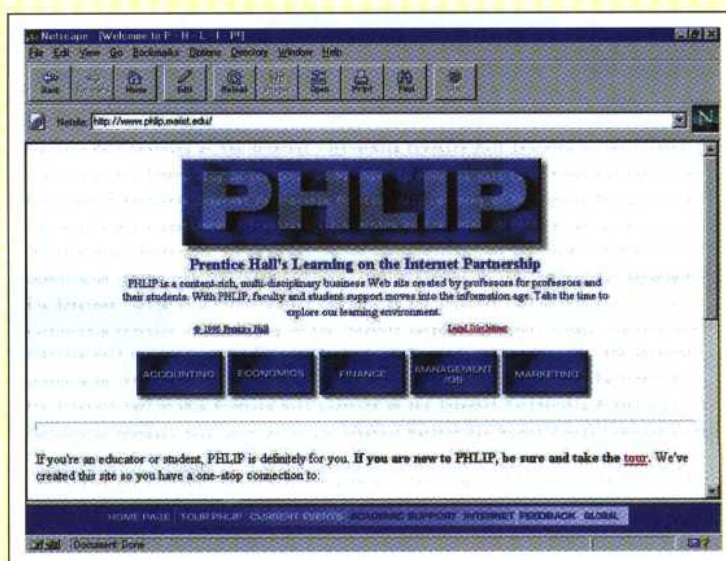 Netscape - [Welcome to P - H - L - I - P!]
File Edit View Go Bookmarks Options Directory Window Help
Back Home Edit Reload Open Print Find
Netsite: http://www.phlip.marist.edu/
N
PHLIP
Prentice Hall's Learning on the Internet Partnership
PHLIP is a content-rich, multi-disciplinary business Web site created by professors for professors and
their students. With PHLIP, faculty and student support moves into the information age. Take the time to
explore our learning environment.
© 1996 Prentice Hall Legal Disclaimer
ACCOUNTING ECONOMICS FINANCE MANAGEMENT MARKETING
If you're an educator or student, PHLIP is definitely for you. If you are new to PHLIP, be sure and take the tour. We've
created this site so you have a one-stop connection to:
HOME PAGE TOUR PHLIP CURRENT EVENTS ACADEMIC SUPPORT INTERNET FEEDBACK GLOBAL
Document: Done